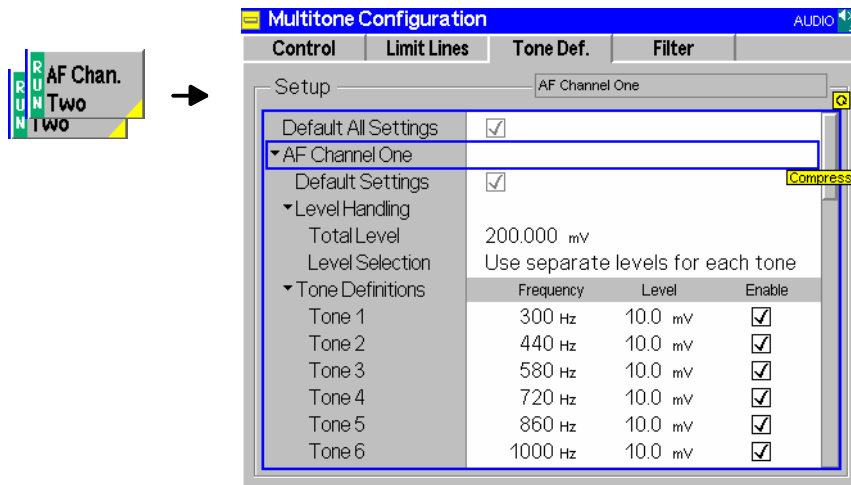 Multitone Configuration AUDIO
Control Limit Lines Tone Def. Filter
RUN AF Chan. Two
RUN Two
Setup AF Channel One
Default All Settings
AF Channel One
Compress
Default Settings
Level Handling
Total Level 200.000 mV
Level Selection Use separate levels for each tone
Tone Definitions Frequency Level Enable
Tone 1 300 Hz 10.0 mV
Tone 2 440 Hz 10.0 mV
Tone 3 580 Hz 10.0 mV
Tone 4 720 Hz 10.0 mV
Tone 5 860 Hz 10.0 mV
Tone 6 1000 Hz 10.0 mV